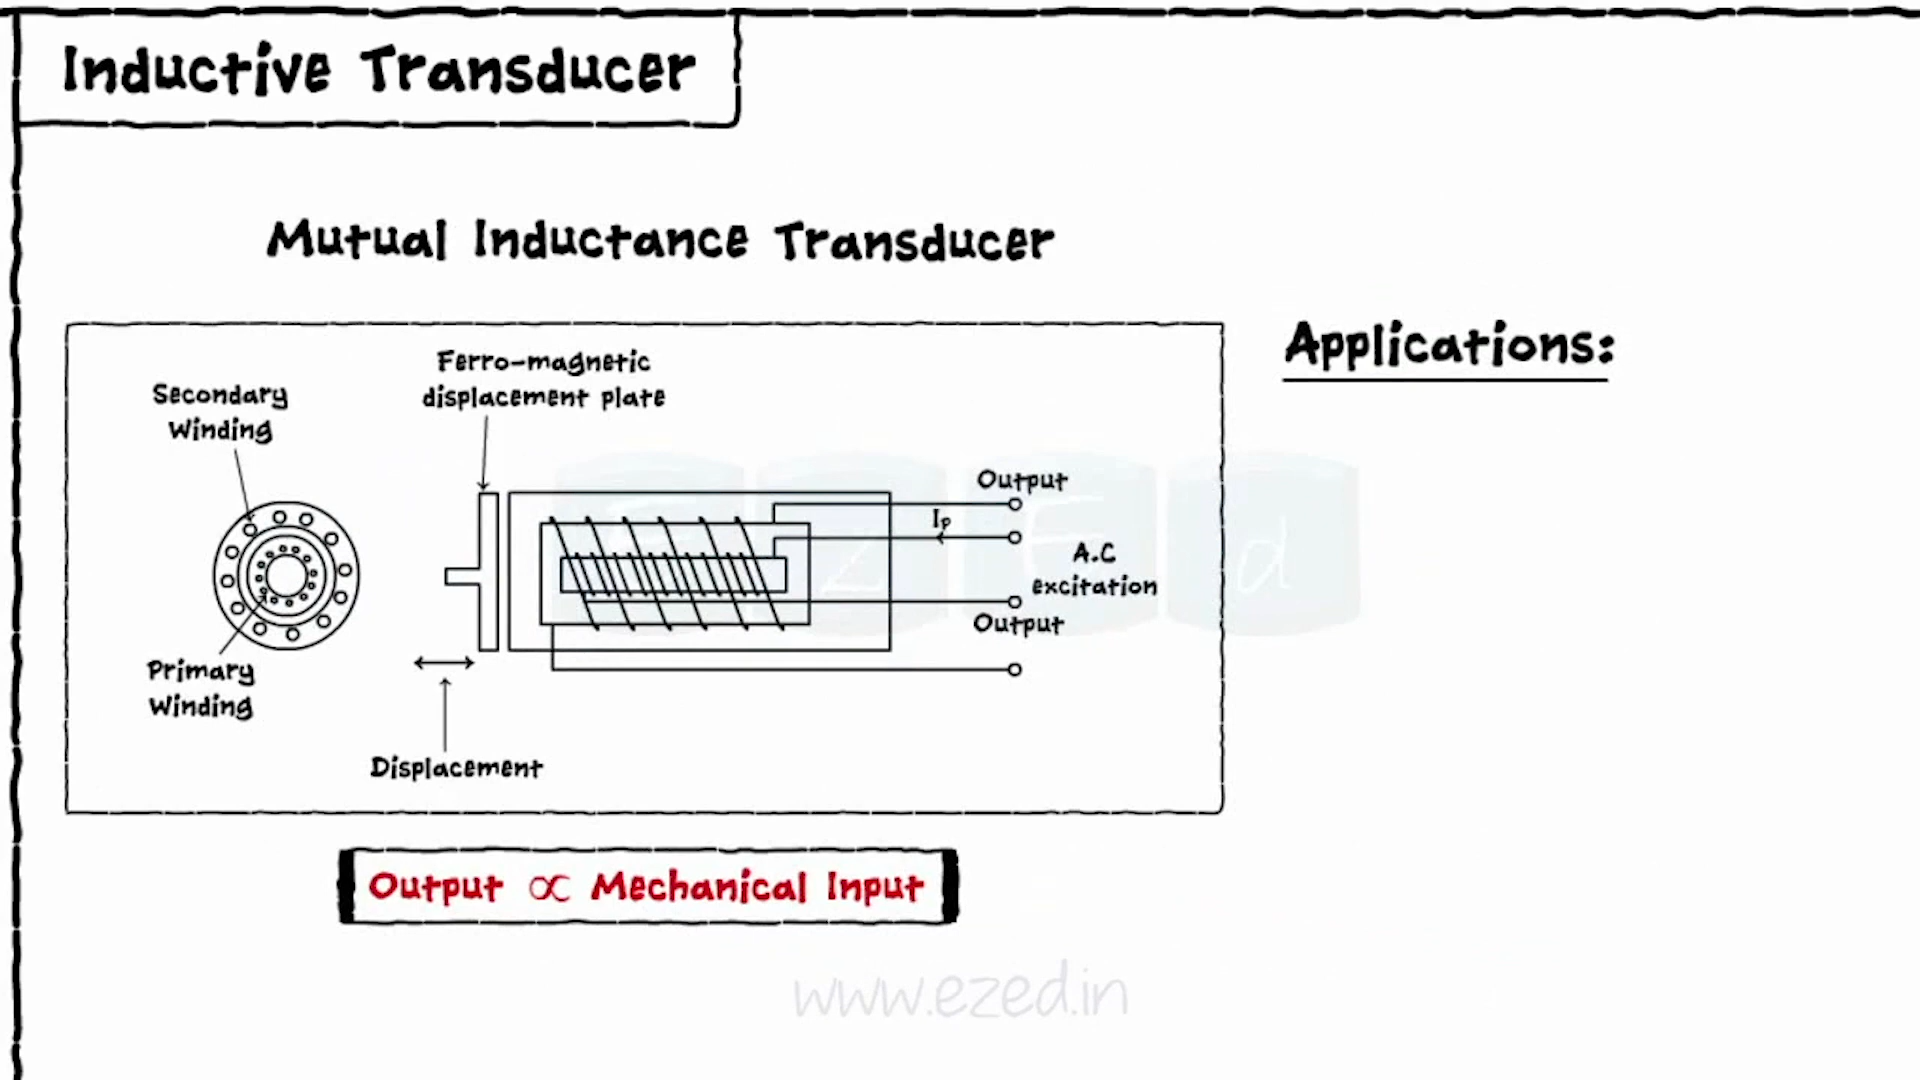 Inductive Transducer
Mutual Inductance Transducer
Ferro-magnetic
displacement plate
Secondary
Winding
Primary
Winding
Displacement
Output
Ip
A.C
excitation
Output
Applications:
Output ∝ Mechanical Input
EZEd
www.ezed.in